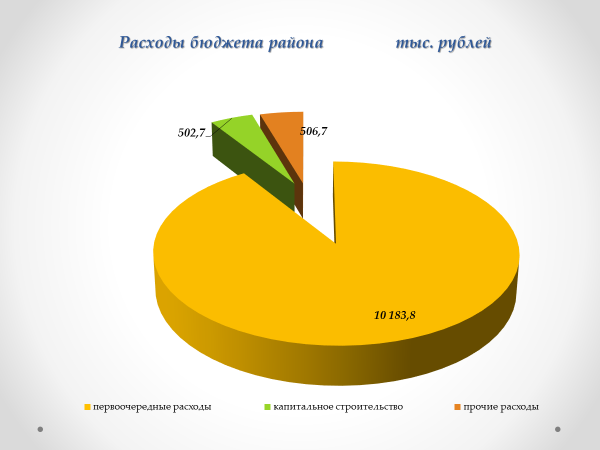 Расходы бюджета района тыс. рублей
502,7
506,7
10 183,8
первоочередные расходы капитальное строительство прочие расходы